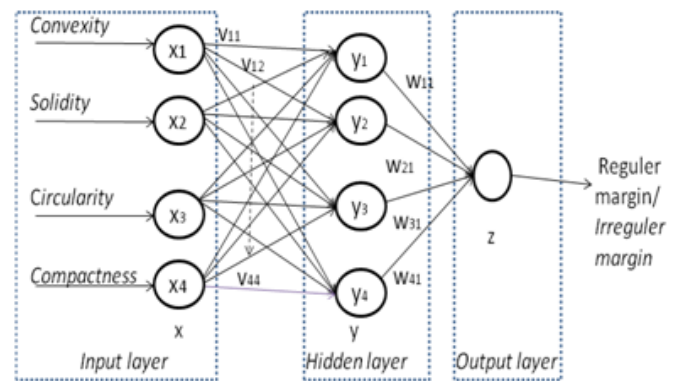 Convexity
x1
V11
V12
y1
W11
Solidity
x2
y2
W21
Circularity
x3
y3
W31
Compactness
x4
V44
y4
W41
x
y
z
Reguler
margin/
Irreguler
margin
Input layer
Hidden layer
Output layer